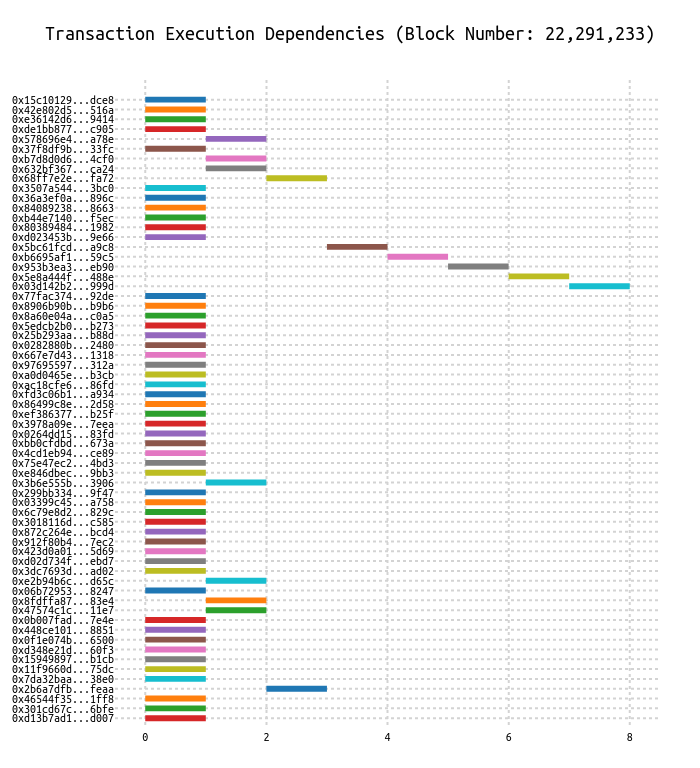 Transaction Execution Dependencies (Block Number: 22,291,233)
0x15c10129...dce8
0x42e802d5...516a
0xe36142d6...9414
0xde1bb877...c905
0x578696e4...a78e
0x37f8df9b...33fc
0xb7d8d0d6...4cf0
0x632bf367...ca24
0x68ff7e2e...fa72
0x3507a544...3bc0
0x36a3ef0a...896c
0x84089238...8663
0xb44e7140...f5ec
0x80389484...1982
0xd023453b...9e66
0x5bc61fcd...a9c8
0xb6695af1...59c5
0x953b3ea3...eb90
0x5e8a444f...488e
0x03d142b2...999d
0x77fac374...92de
0x8906b90b...b9b6
0x8a60e04a...c0a5
0x5edcb2b0...b273
0x25b293aa...b88d
0x0282880b...2480
0x667e7d43...1318
0x97695597...312a
0xa0d0465e...b3cb
0xac18cfe6...86fd
0xfd3c06b1...a934
0x86499c8e...2d58
0xef386377...b25f
0x3978a09e...7eea
0x0264dd15...83fd
0xbb0cfdbd...673a
0x4cd1eb94...ce89
0x75e47ec2...4bd3
0xe846dbec...9bb3
0x3b6e555b...3906
0x299bb334...9f47
0x03399c45...a758
0x6c79e8d2...829c
0x3018116d...c585
0x872c264e...bcd4
0x912f80b4...7ec2
0x423d0a01...5d69
0xd02d734f...ebd7
0x3dc7693d...ad02
0xe2b94b6c...d65c
0x06b72953...8247
0x8fdffa87...83e4
0x47574c1c...11e7
0x0b007fad...7e4e
0x448ce101...8851
0x0f1e074b...6500
0xd348e21d...60f3
0x15949897...b1cb
0x11f9660d...75dc
0x7da32baa...38e0
0x2b6a7dfb...feaa
0x46544f35...1ff8
0x301cd67c...6bfe
0xd13b7ad1...d007
0 2 4 6 8